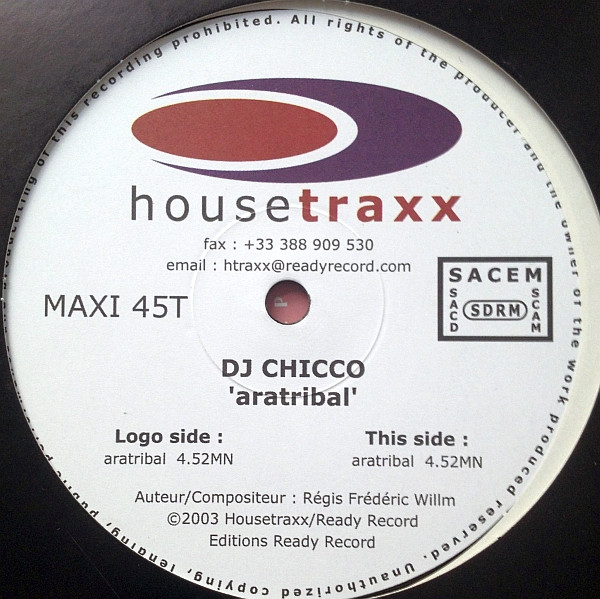 housetraxx
fax : +33 388 909 530
email : htraxx@readyrecord.com
MAXI 45T
SACEM
SACD
SDRM
SCAM
DJ CHICCO
'aratribal'
Logo side :
aratribal 4.52MN
This side :
aratribal 4.52MN
Auteur/Compositeur : Régis Frédéric Willm
©2003 Housetraxx/Ready Record
Editions Ready Record
All rights of the producer and the owner of the work produced reserved. Unauthorized copying, lending, public of this recording prohibited.